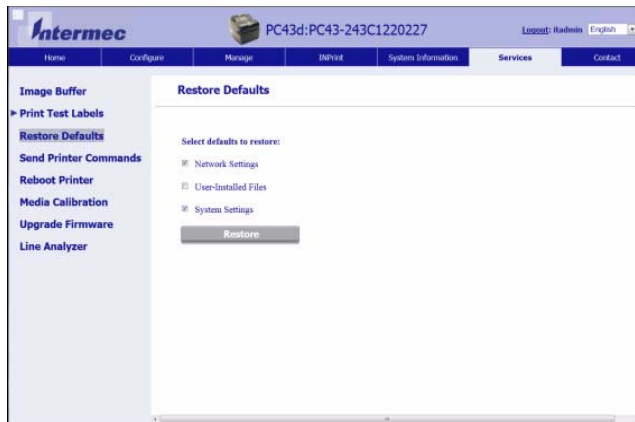 Intermec
PC43d:PC43-243C1220227
Logout: itadmin English
Home Configure Manage INPrint System Information Services Contact
Image Buffer
Print Test Labels
Restore Defaults
Send Printer Commands
Reboot Printer
Media Calibration
Upgrade Firmware
Line Analyzer
Restore Defaults
Select defaults to restore:
Network Settings
User-Installed Files
System Settings
Restore